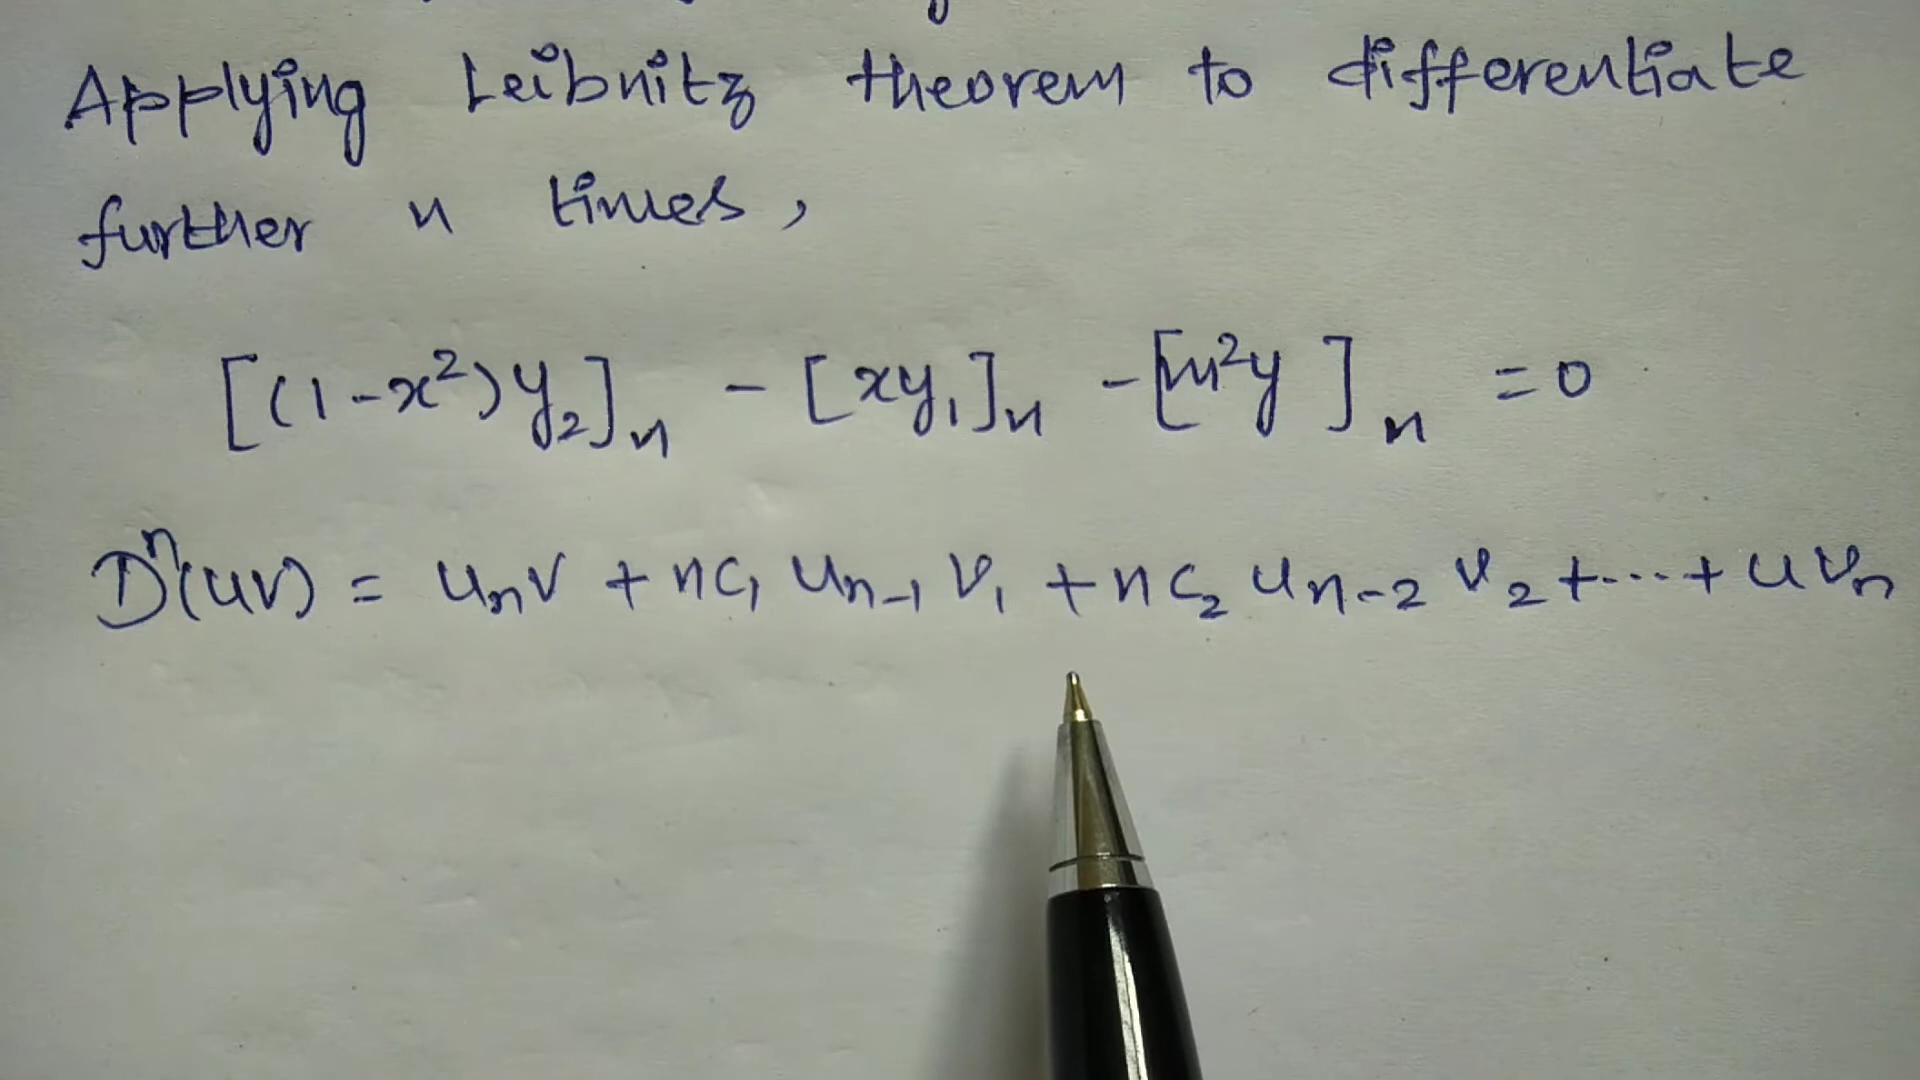 Applying Leibnitz theorem to differentiate
further n times,
[(1-x²)y₂]ₙ - [xy₁]ₙ - [m²y]ₙ = 0
Dⁿ(uv) = uₙv + nc₁ uₙ₋₁ v₁ + nc₂ uₙ₋₂ v₂ + ... + uvₙ